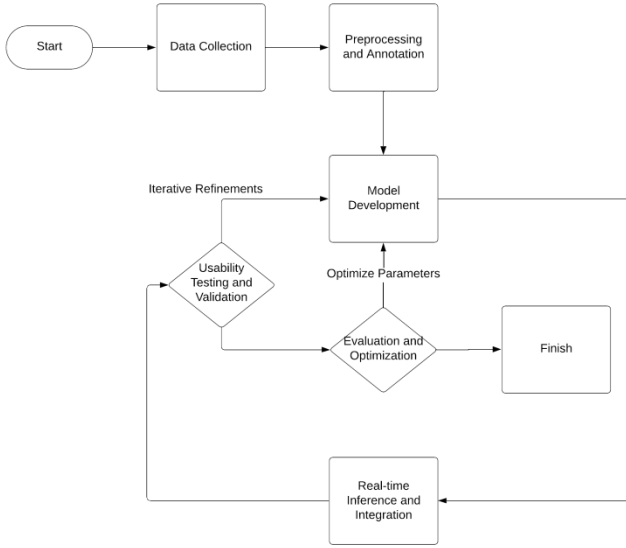 Start
Data Collection
Preprocessing
and Annotation
Iterative Refinements
Model
Development
Usability
Testing and
Validation
Optimize Parameters
Evaluation and
Optimization
Finish
Real-time
Inference and
Integration